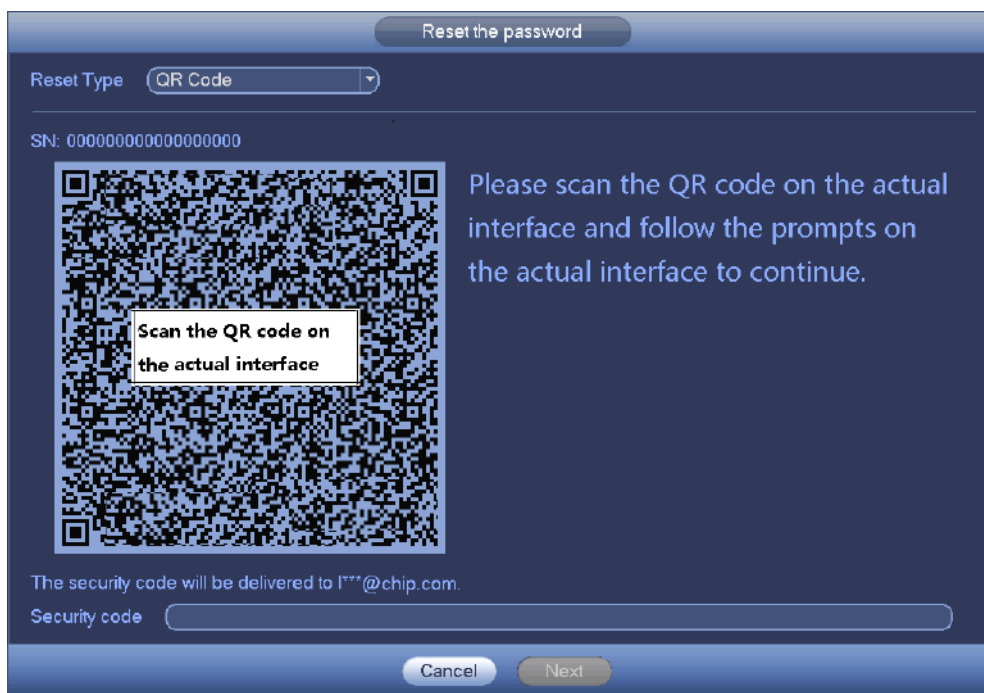 Reset the password
Reset Type QR Code
SN: 000000000000000000
Please scan the QR code on the actual
interface and follow the prompts on
the actual interface to continue.
Scan the QR code on
the actual interface
The security code will be delivered to l***@chip.com.
Security code
Cancel Next